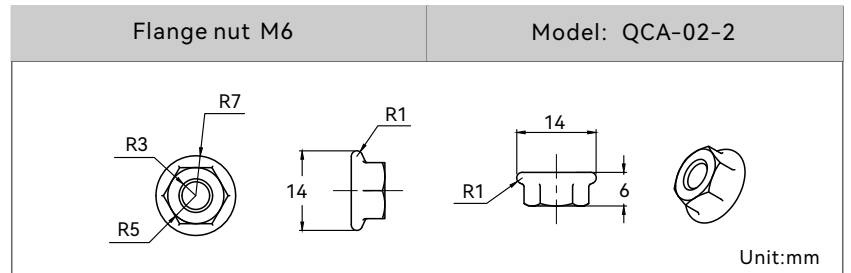 Flange nut M6
Model: QCA-02-2
R7
R3
R5
R1
14
14
R1
6
Unit:mm